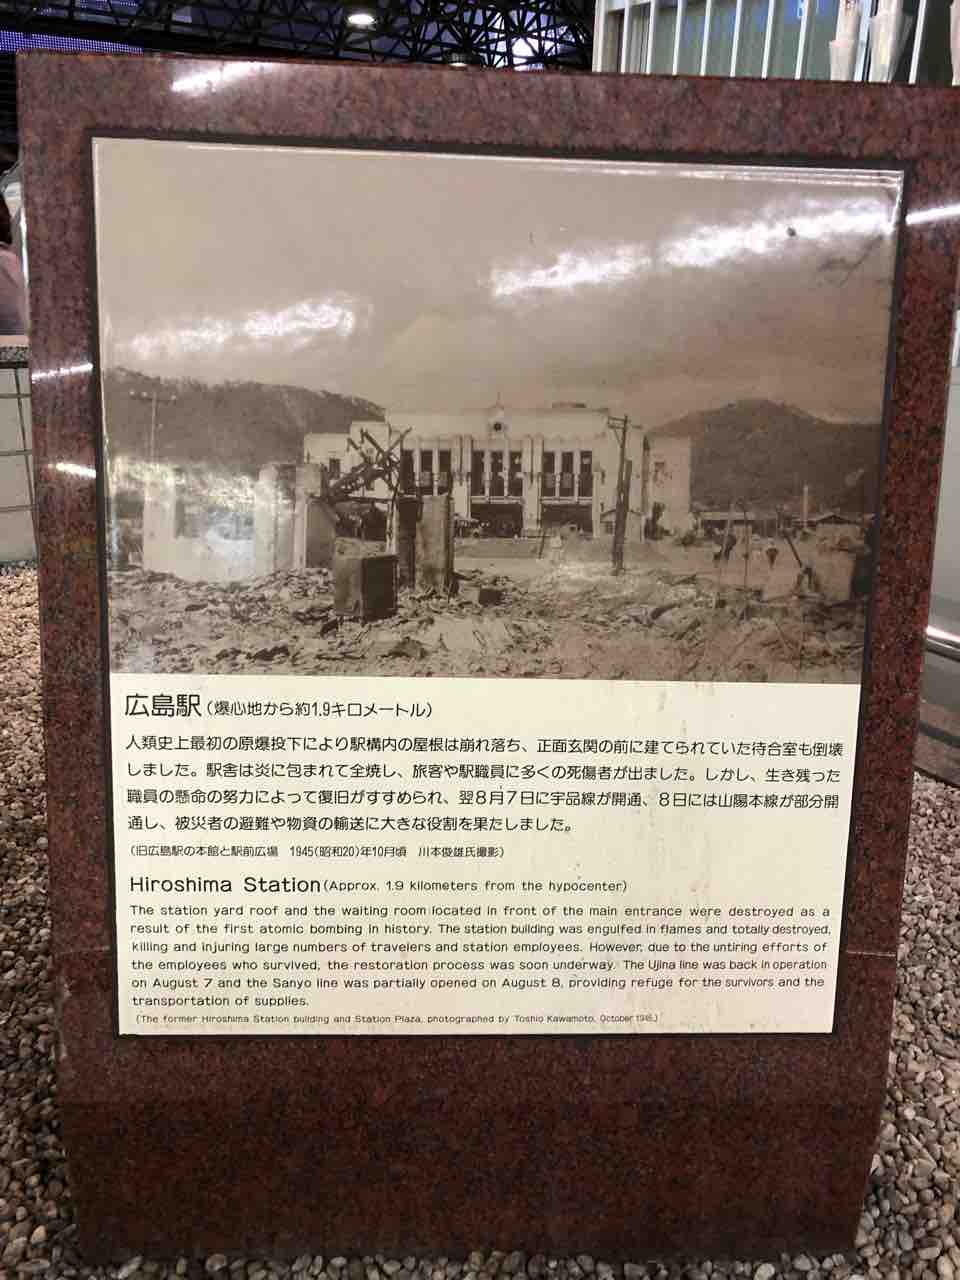 広島駅(爆心地から約1.9キロメートル)
人類史上最初の原爆投下により駅構内の屋根は崩れ落ち、正面玄関の前に建てられていた待合室も倒壊
しました。駅舎は炎に包まれて全焼し、旅客や駅職員に多くの死傷者が出ました。しかし、生き残った
職員の懸命の努力によって復旧がすすめられ、翌8月7日に宇品線が開通、8日には山陽本線が部分開
通し、被災者の避難や物資の輸送に大きな役割を果たしました。
(旧広島駅の本館と駅前広場 1945(昭和20)年10月頃 川本俊雄氏撮影)
Hiroshima Station(Approx. 1.9 kilometers from the hypocenter)
The station yard roof and the waiting room located in front of the main entrance were destroyed as a
result of the first atomic bombing in history. The station building was engulfed in flames and totally destroyed,
killing and injuring large numbers of travelers and station employees. However, due to the untiring efforts of
the employees who survived, the restoration process was soon underway. The Ujina line was back in operation
on August 7 and the Sanyo line was partially opened on August 8, providing refuge for the survivors and the
transportation of supplies.
(The former Hiroshima Station building and Station Plaza, photographed by Toshio Kawamoto, October 1945.)